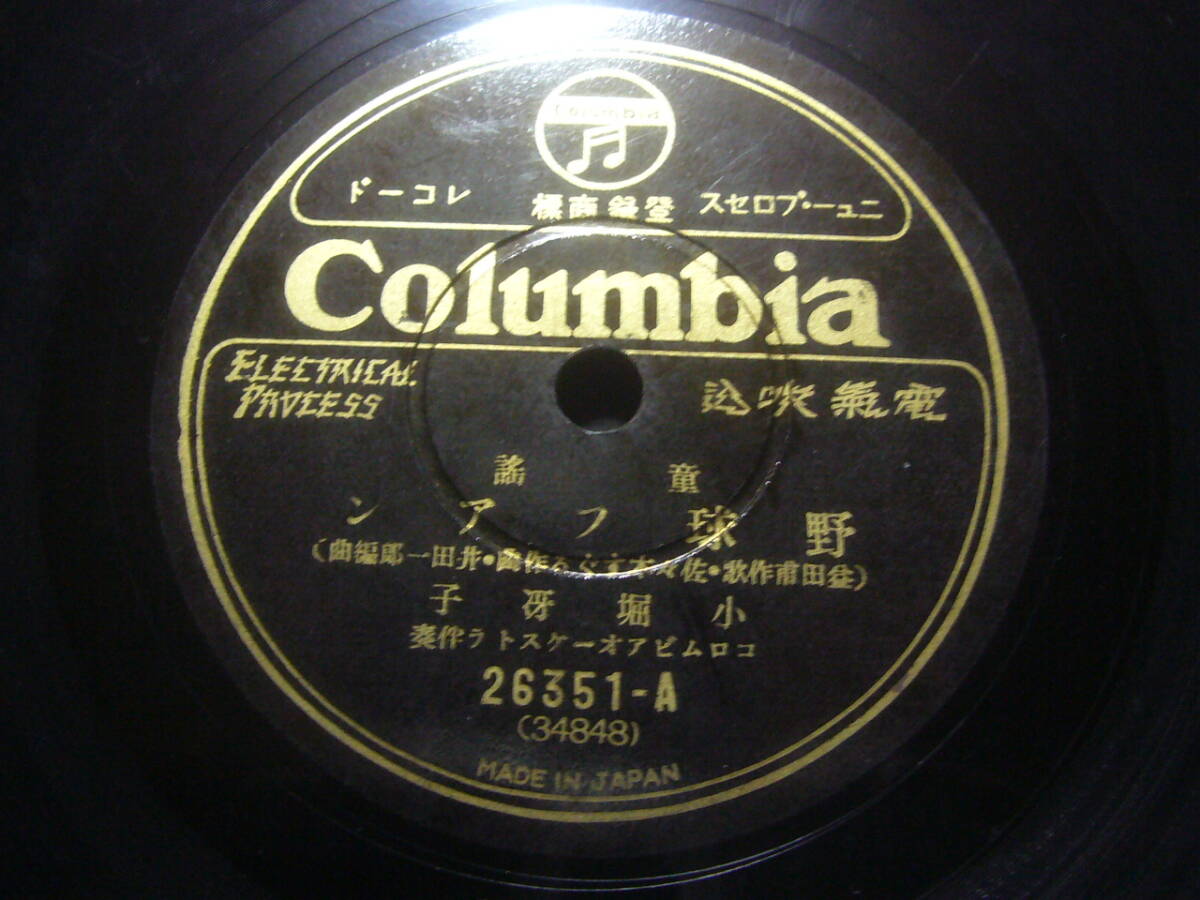 Columbia
ニュー・プロセス 登録商標 レコード
Columbia
ELECTRICAL PROCESS
電氣吹込
童謠
野球フアン
(益田甫作歌・佐々木すぐる作曲・井田一郎編曲)
小堀冴子
コロムビアオーケストラ伴奏
26351-A
(34848)
MADE IN JAPAN